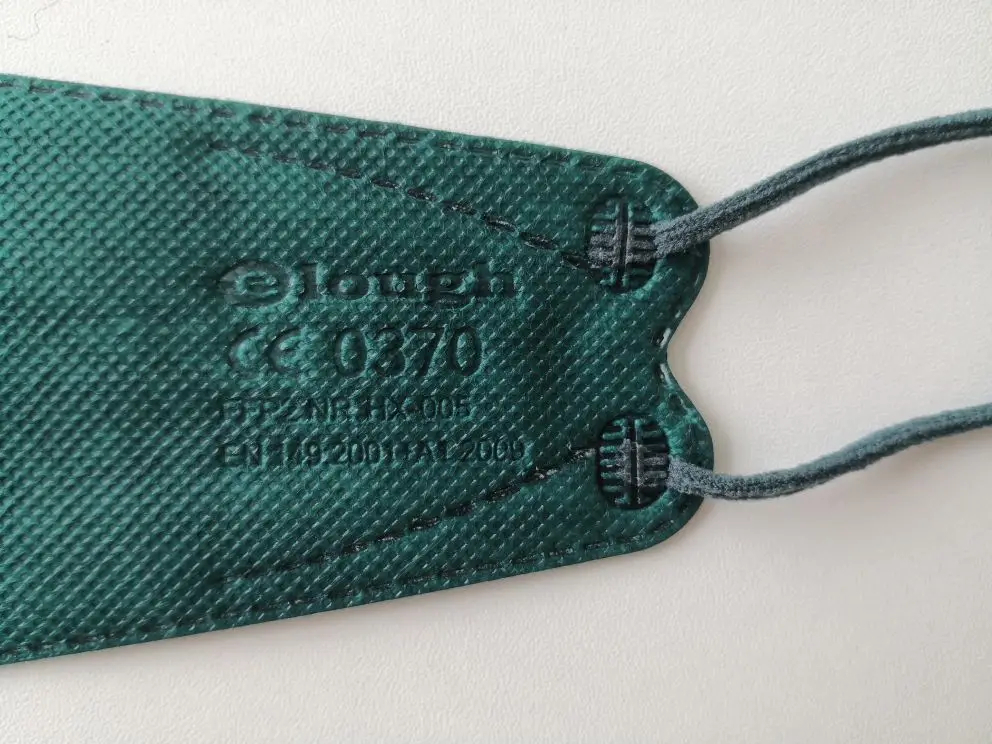 elough
CE 0370
FFP2 NR HX-005
EN 149:2001+A1:2009